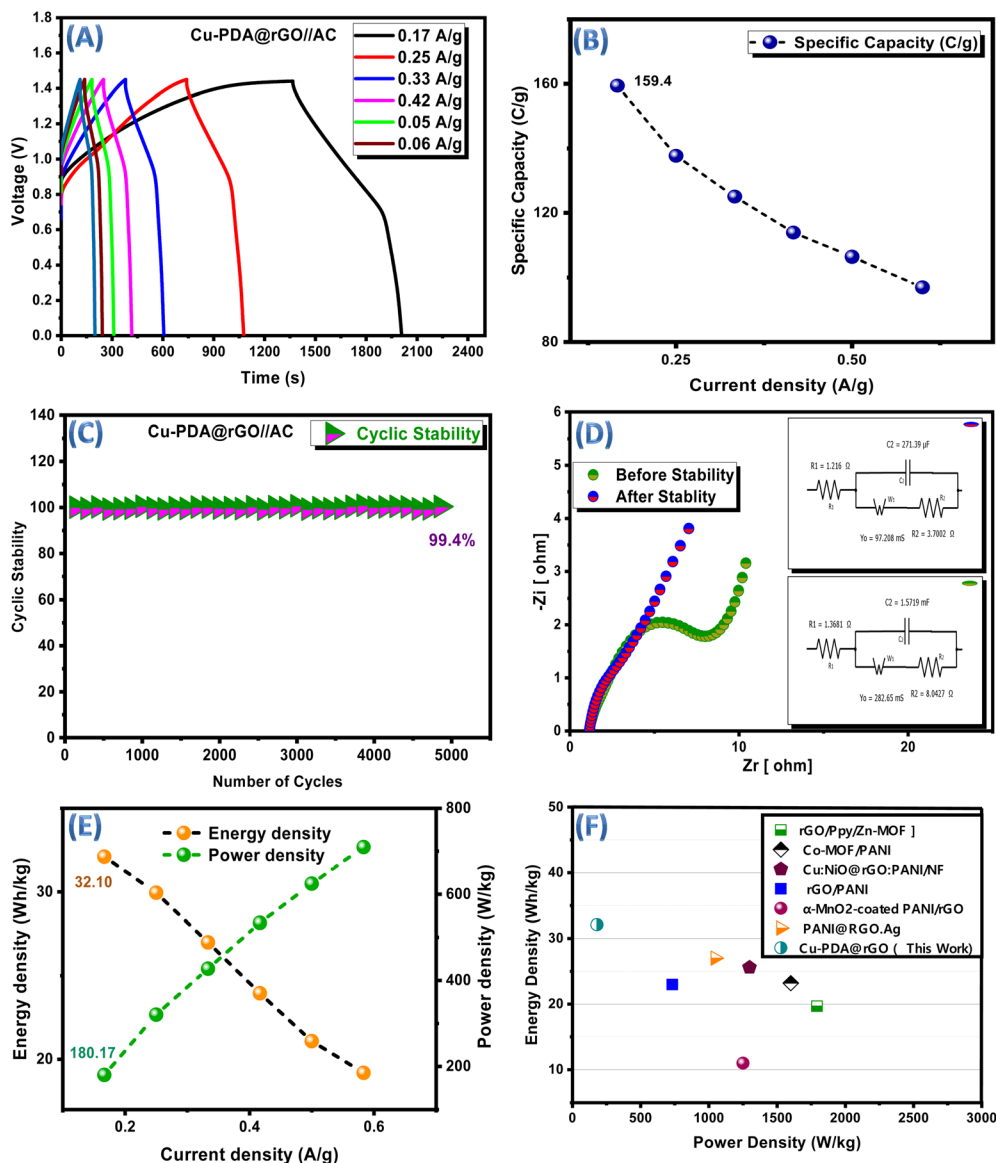 (A)
Cu-PDA@rGO//AC
0.17 A/g
0.25 A/g
0.33 A/g
0.42 A/g
0.05 A/g
0.06 A/g
Voltage (V)
1.8
1.6
1.4
1.2
1.0
0.8
0.6
0.4
0.2
0.0
0 300 600 900 1200 1500 1800 2100 2400
Time (s)
(B)
Specific Capacity (C/g)
159.4
Specific Capacity (C/g)
160
120
80
0.25 0.50
Current density (A/g)
(C)
Cu-PDA@rGO//AC
Cyclic Stability
99.4%
Cyclic Stability
140
120
100
80
60
40
20
0
0 1000 2000 3000 4000 5000
Number of Cycles
(D)
Before Stability
After Stablity
-Zi [ ohm]
-2
0
1
2
3
4
5
6
-Zi [ ohm]
0 10 20
Zr [ ohm]
C2 = 271.39 µF
R1 = 1.216 Ω
C2
R1
W1
R2
Yo = 97.208 mS
R2 = 3.7002 Ω
C2 = 1.5719 mF
R1 = 1.3681 Ω
C2
R1
W1
R2
Yo = 282.65 mS
R2 = 8.0427 Ω
(E)
Energy density
Power density
32.10
180.17
Energy density (Wh/kg)
30
20
Power density (W/kg)
800
600
400
200
0.2 0.4 0.6
Current density (A/g)
(F)
rGO/Ppy/Zn-MOF ]
Co-MOF/PANI
Cu:NiO@rGO:PANI/NF
rGO/PANI
α-MnO2-coated PANI/rGO
PANI@RGO.Ag
Cu-PDA@rGO ( This Work)
Energy Density (Wh/kg)
50
40
30
20
10
0 500 1000 1500 2000 2500 3000
Power Density (W/kg)